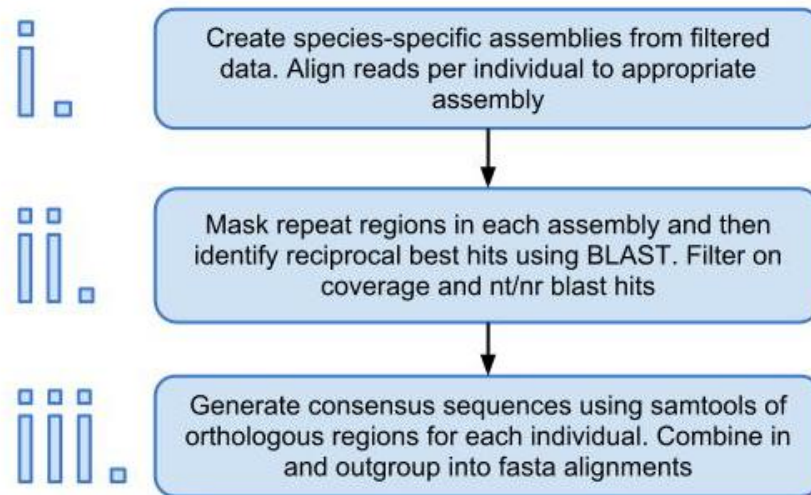 i.
Create species-specific assemblies from filtered
data. Align reads per individual to appropriate
assembly
ii.
Mask repeat regions in each assembly and then
identify reciprocal best hits using BLAST. Filter on
coverage and nt/nr blast hits
iii.
Generate consensus sequences using samtools of
orthologous regions for each individual. Combine in
and outgroup into fasta alignments